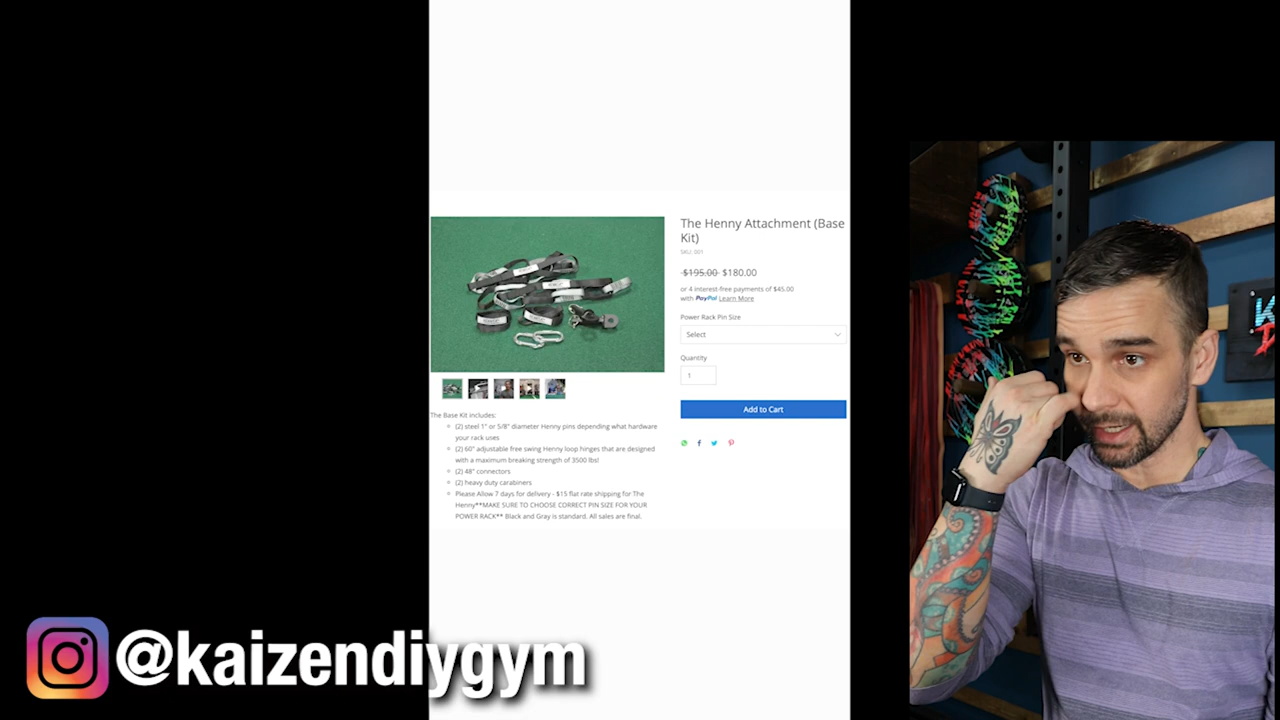 The Henny Attachment (Base
Kit)
SKU: 001
$195.00 $180.00
or 4 interest-free payments of $45.00
with PayPal Learn More
Power Rack Pin Size
Select
Quantity
1
Add to Cart
The Base Kit includes:
(2) steel 1" or 5/8" diameter Henny pins depending what hardware
your rack uses
(2) 60" adjustable free swing Henny loop hinges that are designed
with a maximum breaking strength of 3500 lbs!
(2) 48" connectors
(2) heavy duty carabiners
Please Allow 7 days for delivery - $15 flat rate shipping for The
Henny**MAKE SURE TO CHOOSE CORRECT PIN SIZE FOR YOUR
POWER RACK** Black and Gray is standard. All sales are final.
@kaizendiygym